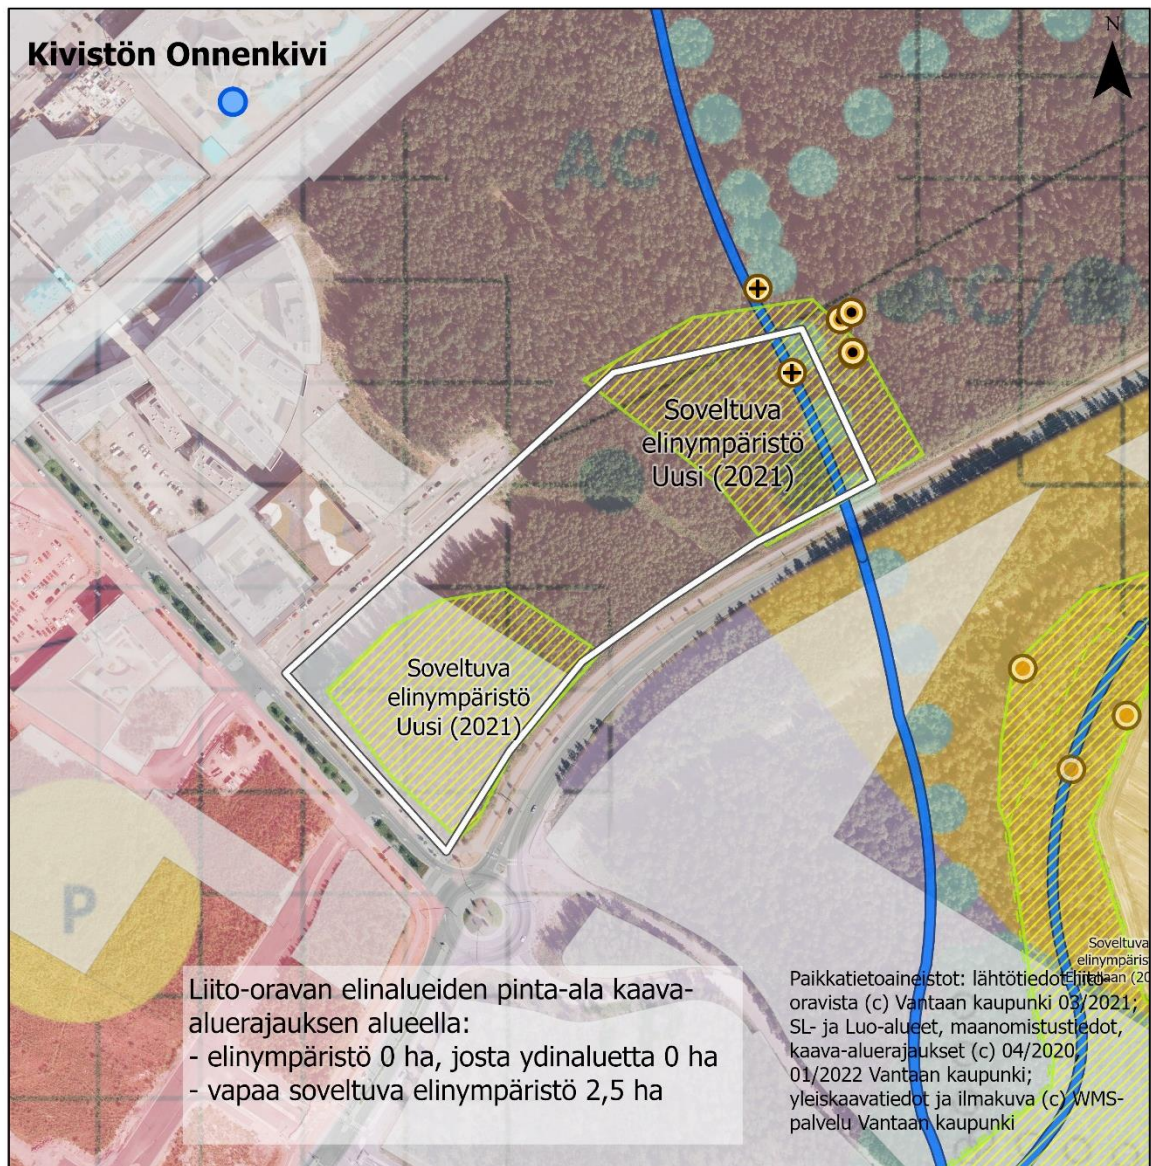 Kivistön Onnenkivi
N
AC
AC/
Soveltuva
elinympäristö
Uusi (2021)
Soveltuva
elinympäristö
Uusi (2021)
P
Soveltuva
Liito-oravan elinalueiden pinta-ala kaava-
aluerajauksen alueella:
- elinympäristö 0 ha, josta ydinaluetta 0 ha
- vapaa soveltuva elinympäristö 2,5 ha
Paikkatietoaineistot: lähtötiedot liito-
oravista (c) Vantaan kaupunki 03/2021;
SL- ja Luo-alueet, maanomistustiedot,
kaava-aluerajaukset (c) 04/2020,
01/2022 Vantaan kaupunki;
yleiskaavatiedot ja ilmakuva (c) WMS-
palvelu Vantaan kaupunki